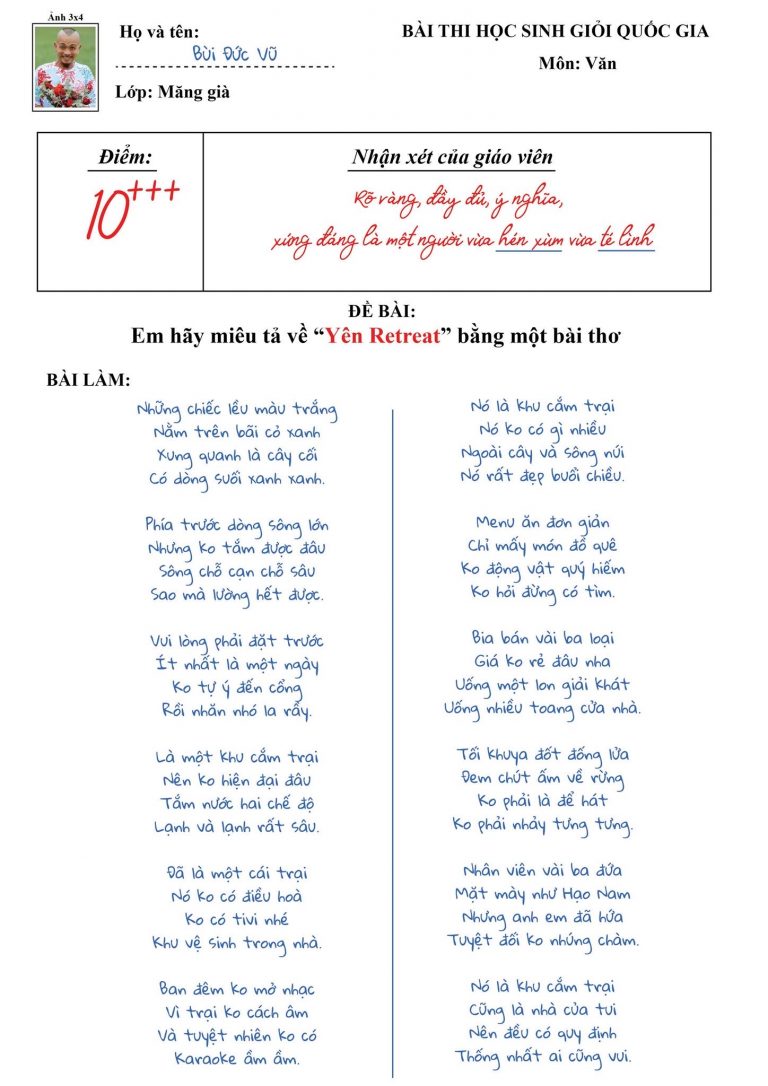 Ảnh 3x4
Họ và tên:
Bùi Đức Vũ
Lớp: Măng già
BÀI THI HỌC SINH GIỎI QUỐC GIA
Môn: Văn
Điểm:
10+++
Nhận xét của giáo viên
Rõ ràng, đầy đủ, ý nghĩa,
xứng đáng là một người vừa hén xùm vừa té lình
ĐỀ BÀI:
Em hãy miêu tả về “Yên Retreat” bằng một bài thơ
BÀI LÀM:
Những chiếc lều màu trắng
Nằm trên bãi cỏ xanh
Xung quanh là cây cối
Có dòng suối xanh xanh.
Phía trước dòng sông lớn
Nhưng ko tắm được đâu
Sông chỗ cạn chỗ sâu
Sao mà lường hết được.
Vui lòng phải đặt trước
Ít nhất là một ngày
Ko tự ý đến cổng
Rồi nhăn nhó la rầy.
Là một khu cắm trại
Nên ko hiện đại đâu
Tắm nước hai chế độ
Lạnh và lạnh rất sâu.
Đã là một cái trại
Nó ko có điều hoà
Ko có tivi nhé
Khu vệ sinh trong nhà.
Ban đêm ko mở nhạc
Vì trại ko cách âm
Và tuyệt nhiên ko có
Karaoke ầm ầm.
Nó là khu cắm trại
Nó ko có gì nhiều
Ngoài cây và sông núi
Nó rất đẹp buổi chiều.
Menu ăn đơn giản
Chỉ mấy món đồ quê
Ko động vật quý hiếm
Ko hỏi đừng có tìm.
Bia bán vài ba loại
Giá ko rẻ đâu nha
Uống một lon giải khát
Uống nhiều toang cửa nhà.
Tối khuya đốt đống lửa
Đem chút ấm về rừng
Ko phải là để hát
Ko phải nhảy tưng tưng.
Nhân viên vài ba đứa
Mặt mày như Hạo Nam
Nhưng anh em đã hứa
Tuyệt đối ko nhúng chàm.
Nó là khu cắm trại
Cũng là nhà của tui
Nên đều có quy định
Thống nhất ai cũng vui.